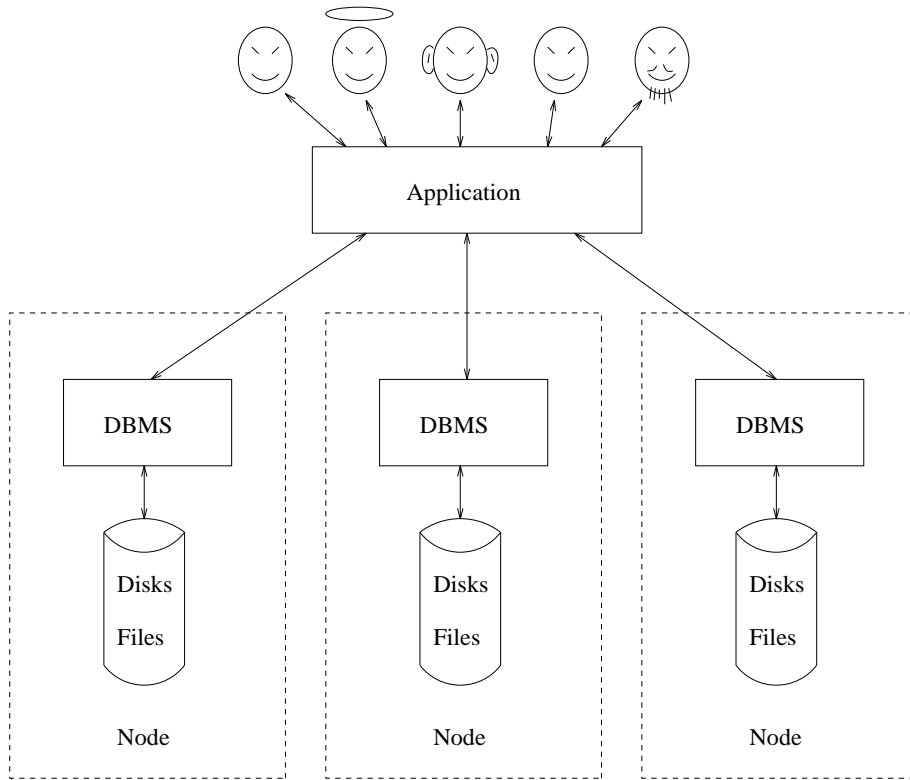 Application
DBMS
DBMS
DBMS
Disks
Files
Disks
Files
Disks
Files
Node
Node
Node